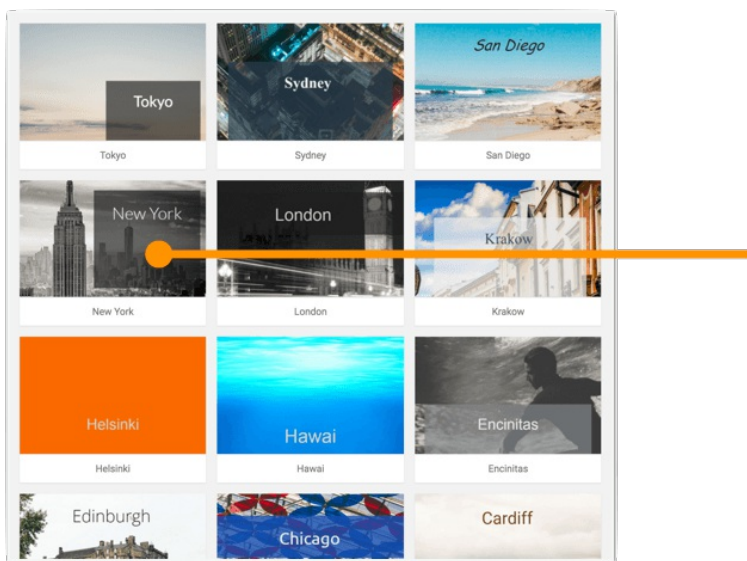 Tokyo
Sydney
San Diego
Tokyo
Sydney
San Diego
New York
London
Krakow
New York
London
Krakow
Helsinki
Hawai
Encinitas
Helsinki
Hawai
Encinitas
Edinburgh
Chicago
Cardiff